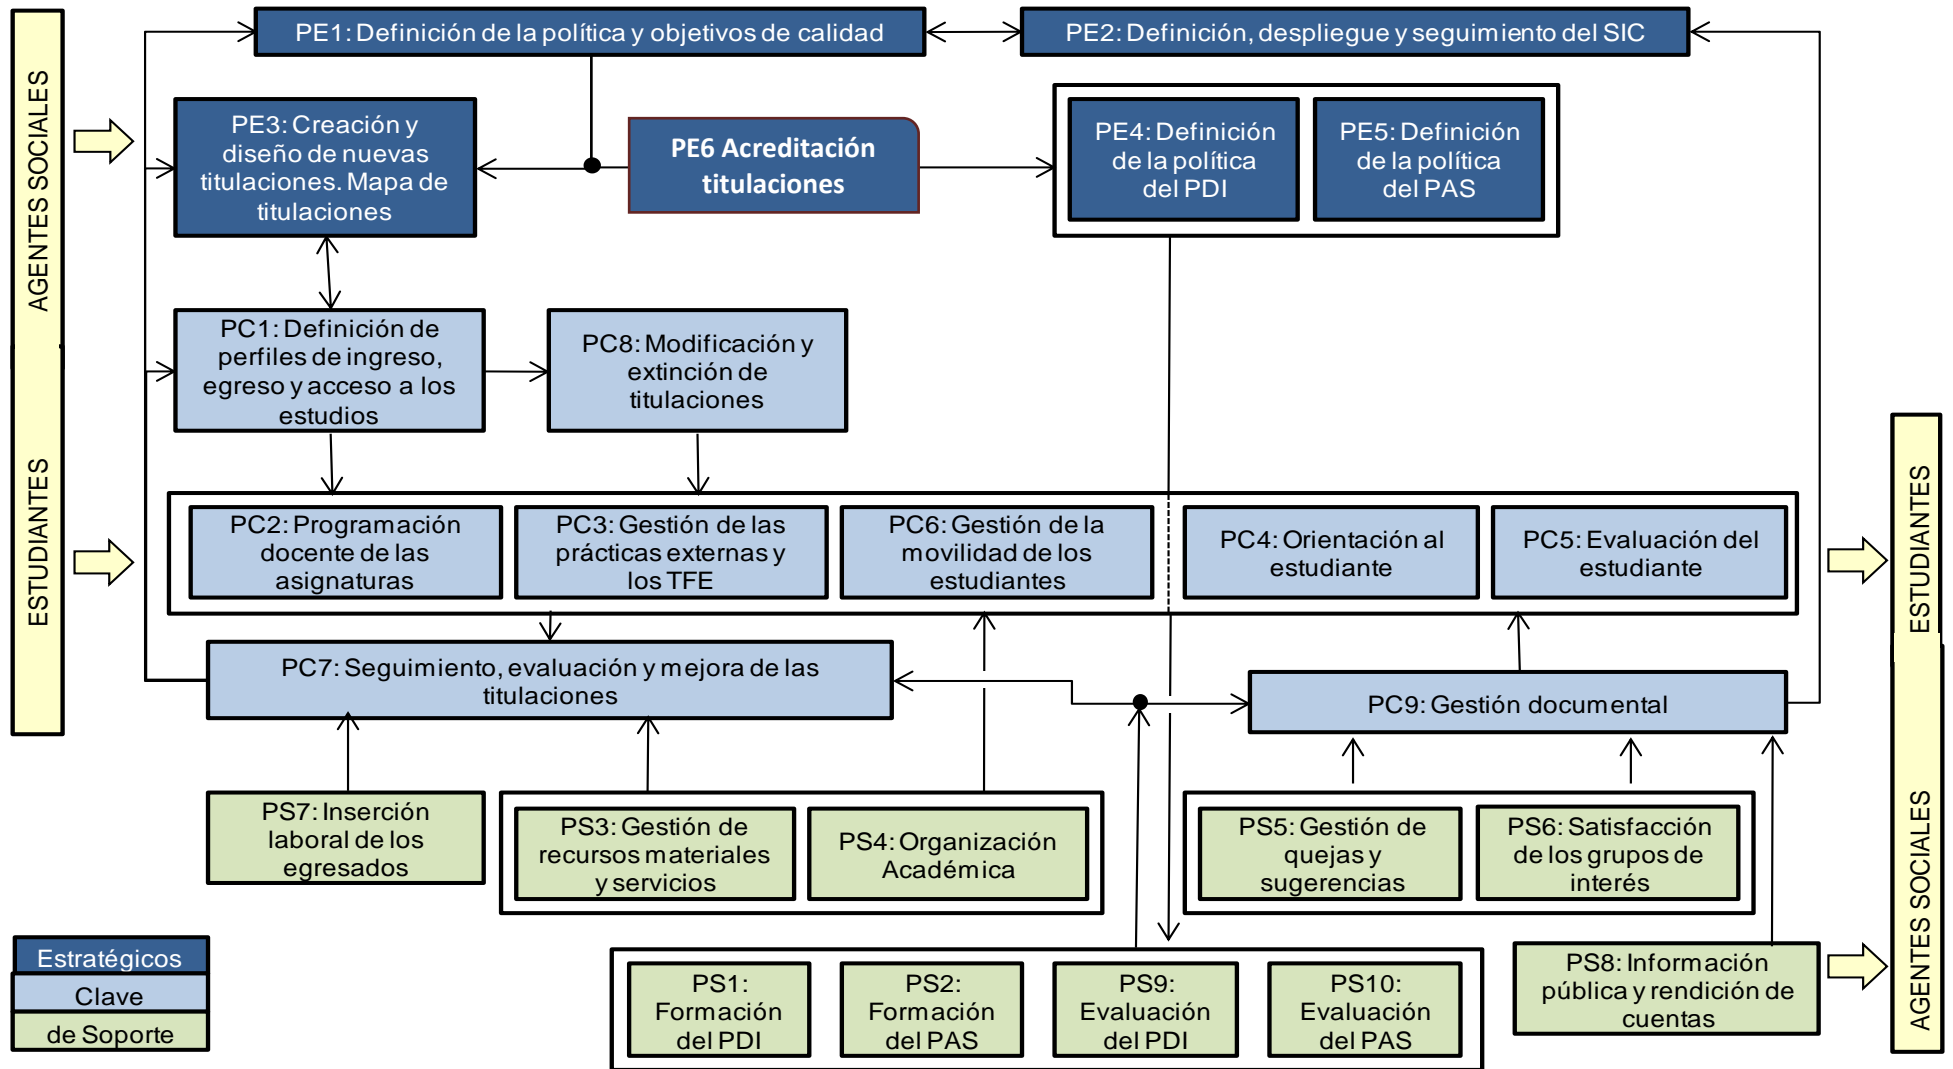 PE1: Definición de la política y objetivos de calidad
PE2: Definición, despliegue y seguimiento del SIC
AGENTES SOCIALES
ESTUDIANTES
PE3: Creación y
diseño de nuevas
titulaciones. Mapa de
titulaciones
PE6 Acreditación
titulaciones
PE4: Definición
de la política
del PDI
PE5: Definición
de la política
del PAS
PC1: Definición de
perfiles de ingreso,
egreso y acceso a los
estudios
PC8: Modificación y
extinción de
titulaciones
PC2: Programación
docente de las
asignaturas
PC3: Gestión de las
prácticas externas y
los TFE
PC6: Gestión de la
movilidad de los
estudiantes
PC4: Orientación al
estudiante
PC5: Evaluación del
estudiante
ESTUDIANTES
AGENTES SOCIALES
PC7: Seguimiento, evaluación y mejora de las
titulaciones
PC9: Gestión documental
PS7: Inserción
laboral de los
egresados
PS3: Gestión de
recursos materiales
y servicios
PS4: Organización
Académica
PS5: Gestión de
quejas y
sugerencias
PS6: Satisfacción
de los grupos de
interés
Estratégicos
Clave
de Soporte
PS1:
Formación
del PDI
PS2:
Formación
del PAS
PS9:
Evaluación
del PDI
PS10:
Evaluación
del PAS
PS8: Información
pública y rendición de
cuentas